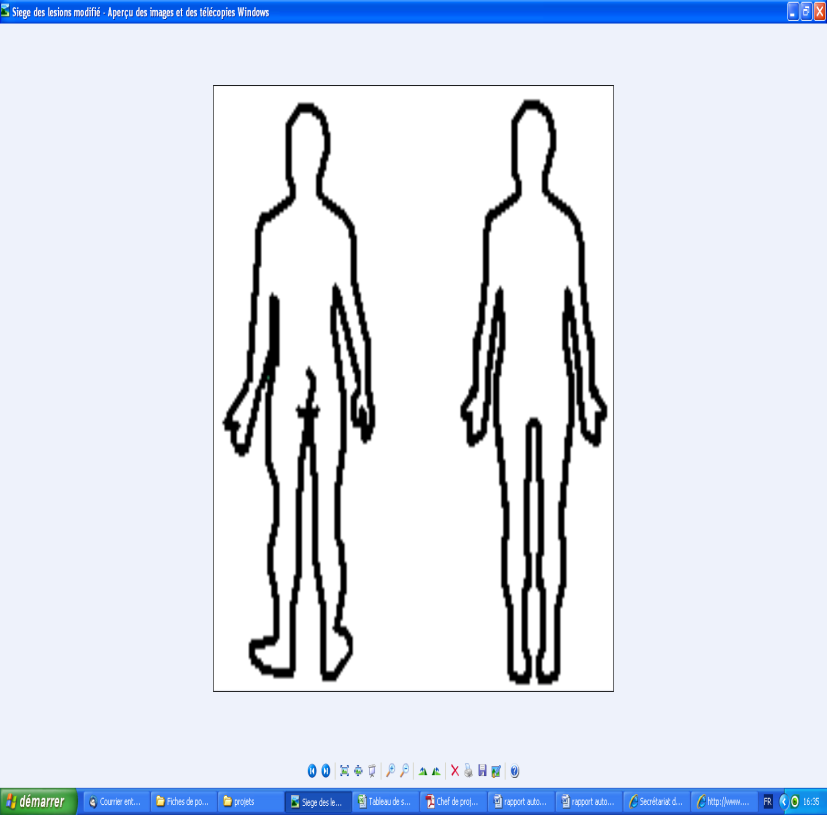 Siege des lesions modifié - Aperçu des images et des télécopies Windows
démarrer
Courrier ent...
Fiches de po...
projets
Siege des le...
Tableau de s...
Chef de proj...
rapport auto...
rapport auto...
Secrétariat d...
http://www....
FR
16:35